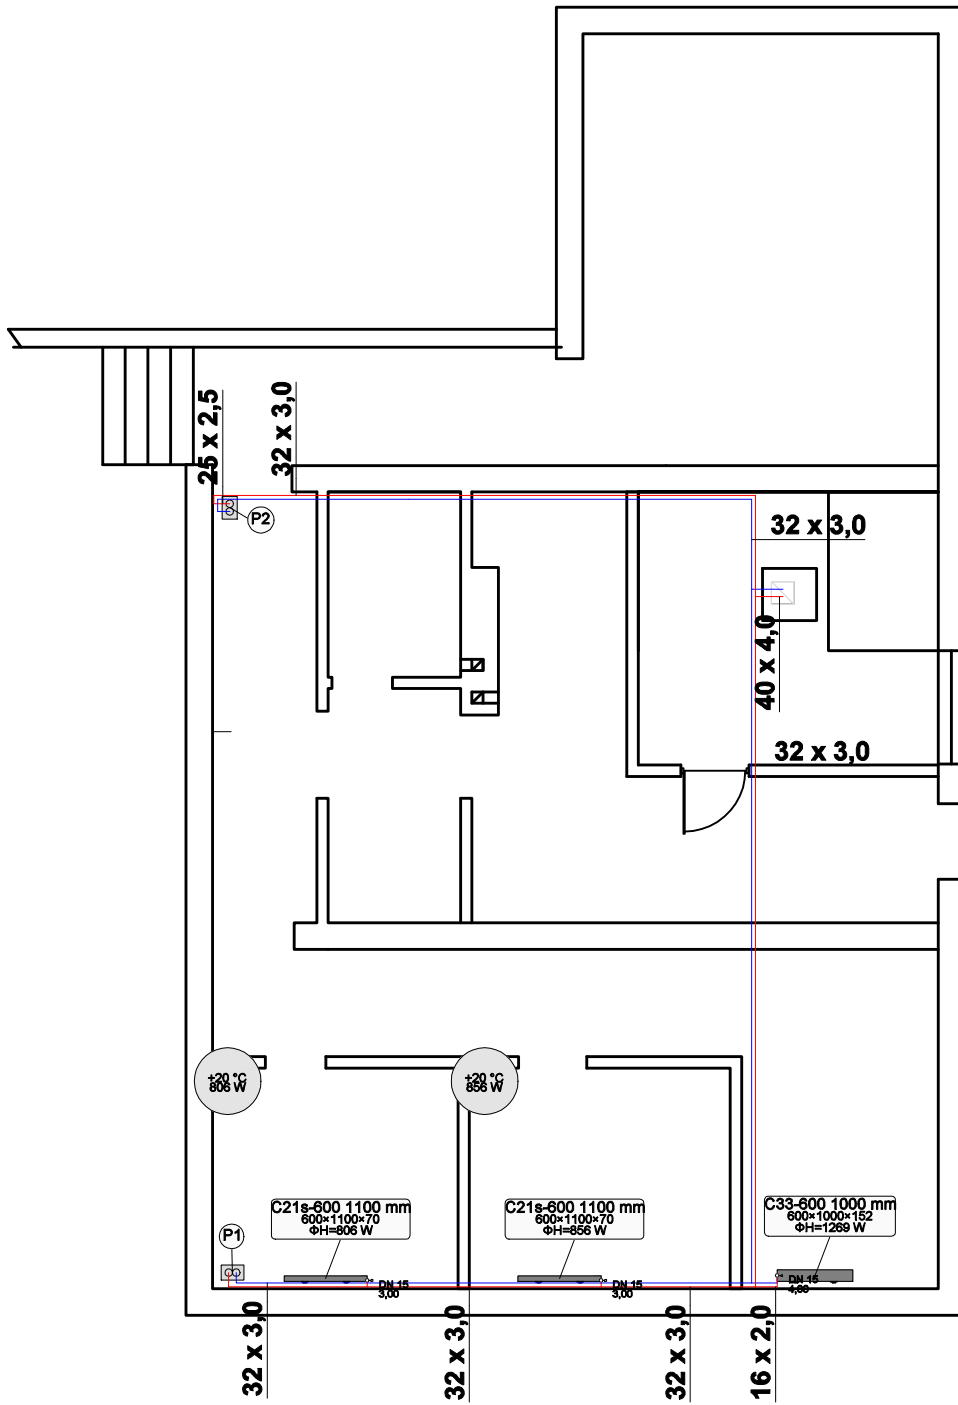 25 x 2,5
32 x 3,0
P2
32 x 3,0
40 x 4,0
32 x 3,0
+20 °C
806 W
+20 °C
856 W
C21s-600 1100 mm
600×1100×70
ΦH=806 W
C21s-600 1100 mm
600×1100×70
ΦH=856 W
C33-600 1000 mm
600×1000×152
ΦH=1269 W
P1
DN 15
3,00
DN 15
3,00
DN 15
32 x 3,0
32 x 3,0
32 x 3,0
16 x 2,0